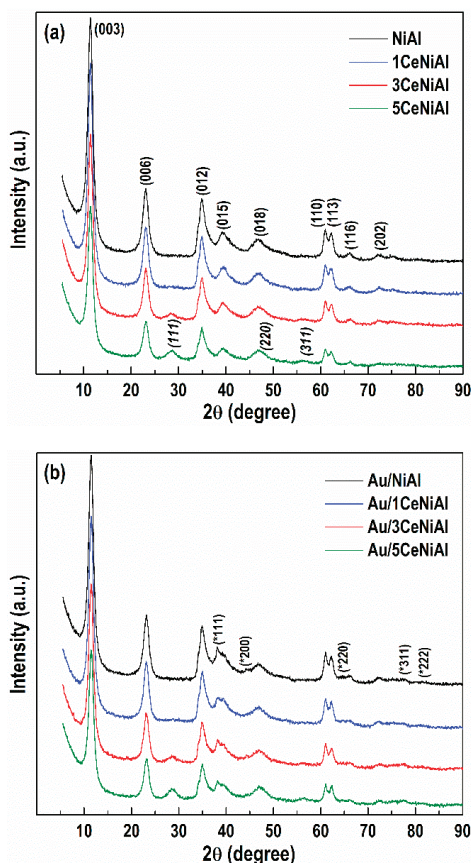 (a)
(003)
NiAl
1CeNiAl
3CeNiAl
5CeNiAl
(006)
(012)
(015)
(018)
(110)
(113)
(116)
(202)
(111)
(220)
(311)
Intensity (a.u.)
10 20 30 40 50 60 70 80 90
2θ (degree)
(b)
Au/NiAl
Au/1CeNiAl
Au/3CeNiAl
Au/5CeNiAl
(*111)
(*200)
(*220)
(*311)
(*222)
Intensity (a.u.)
10 20 30 40 50 60 70 80 90
2θ (degree)